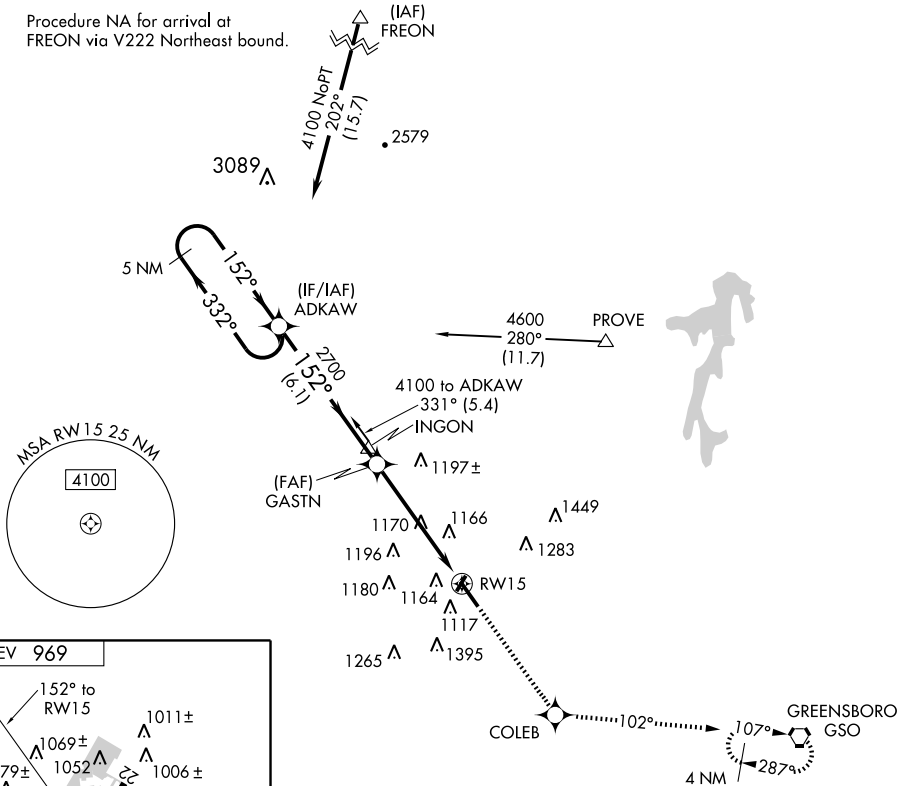 Procedure NA for arrival at
FREON via V222 Northeast bound.
(IAF)
FREON
4100 NoPT
202°
(15.7)
2579
3089
5 NM
152°
332°
(IF/IAF)
ADKAW
4600
280°
(11.7)
PROVE
2700
152°
(6.1)
4100 to ADKAW
331° (5.4)
INGON
MSA RW15 25 NM
4100
(FAF)
GASTN
1197±
1170
1166
1449
1196
1283
1180
1164
RW15
1117
1265
1395
EV 969
152° to
RW15
1011±
1069±
1052
79±
22
1006±
COLEB
102°
107°
GREENSBORO
GSO
287°
4 NM